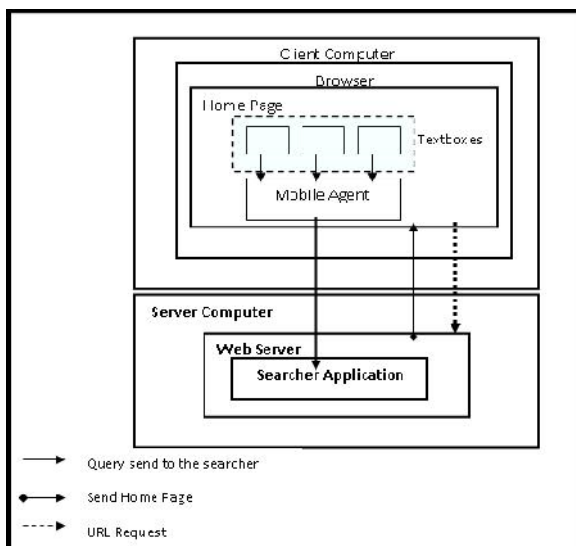 Client Computer
Browser
Home Page
Textboxes
Mobile Agent
Server Computer
Web Server
Searcher Application
Query send to the searcher
Send Home Page
URL Request